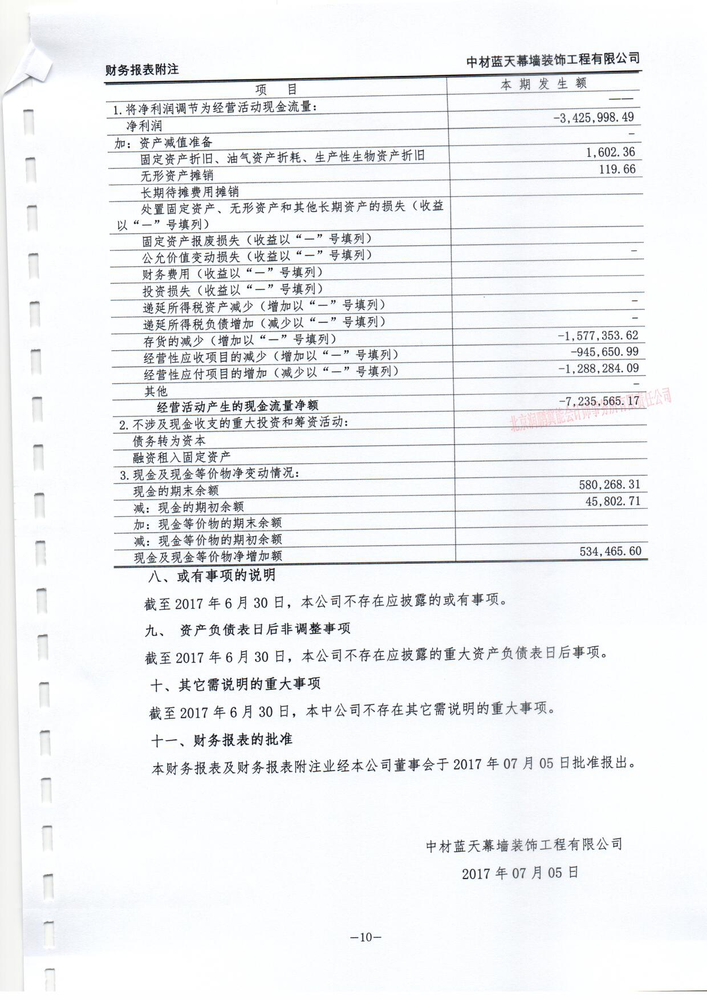 财务报表附注 中材蓝天幕墙装饰工程有限公司
项 目 本 期 发 生 额
1.将净利润调节为经营活动现金流量： ——
净利润 -3,425,998.49
加：资产减值准备 -
固定资产折旧、油气资产折耗、生产性生物资产折旧 1,602.36
无形资产摊销 119.66
长期待摊费用摊销
处置固定资产、无形资产和其他长期资产的损失（收益
以“－”号填列）
固定资产报废损失（收益以“－”号填列）
公允价值变动损失（收益以“－”号填列） -
财务费用（收益以“－”号填列）
投资损失（收益以“－”号填列）
递延所得税资产减少（增加以“－”号填列） -
递延所得税负债增加（减少以“－”号填列） -
存货的减少（增加以“－”号填列） -1,577,353.62
经营性应收项目的减少（增加以“－”号填列） -945,650.99
经营性应付项目的增加（减少以“－”号填列） -1,288,284.09
其他 -
经营活动产生的现金流量净额 -7,235,565.17
北京润鹏冀能会计师事务所有限责任公司
2.不涉及现金收支的重大投资和筹资活动：
债务转为资本
融资租入固定资产
3.现金及现金等价物净变动情况：
现金的期末余额 580,268.31
减：现金的期初余额 45,802.71
加：现金等价物的期末余额
减：现金等价物的期初余额
现金及现金等价物净增加额 534,465.60
八、或有事项的说明
截至 2017 年 6 月 30 日，本公司不存在应披露的或有事项。
九、 资产负债表日后非调整事项
截至 2017 年 6 月 30 日，本公司不存在应披露的重大资产负债表日后事项。
十、其它需说明的重大事项
截至 2017 年 6 月 30 日，本中公司不存在其它需说明的重大事项。
十一、财务报表的批准
本财务报表及财务报表附注业经本公司董事会于 2017 年 07 月 05 日批准报出。
中材蓝天幕墙装饰工程有限公司
2017 年 07 月 05 日
－10－